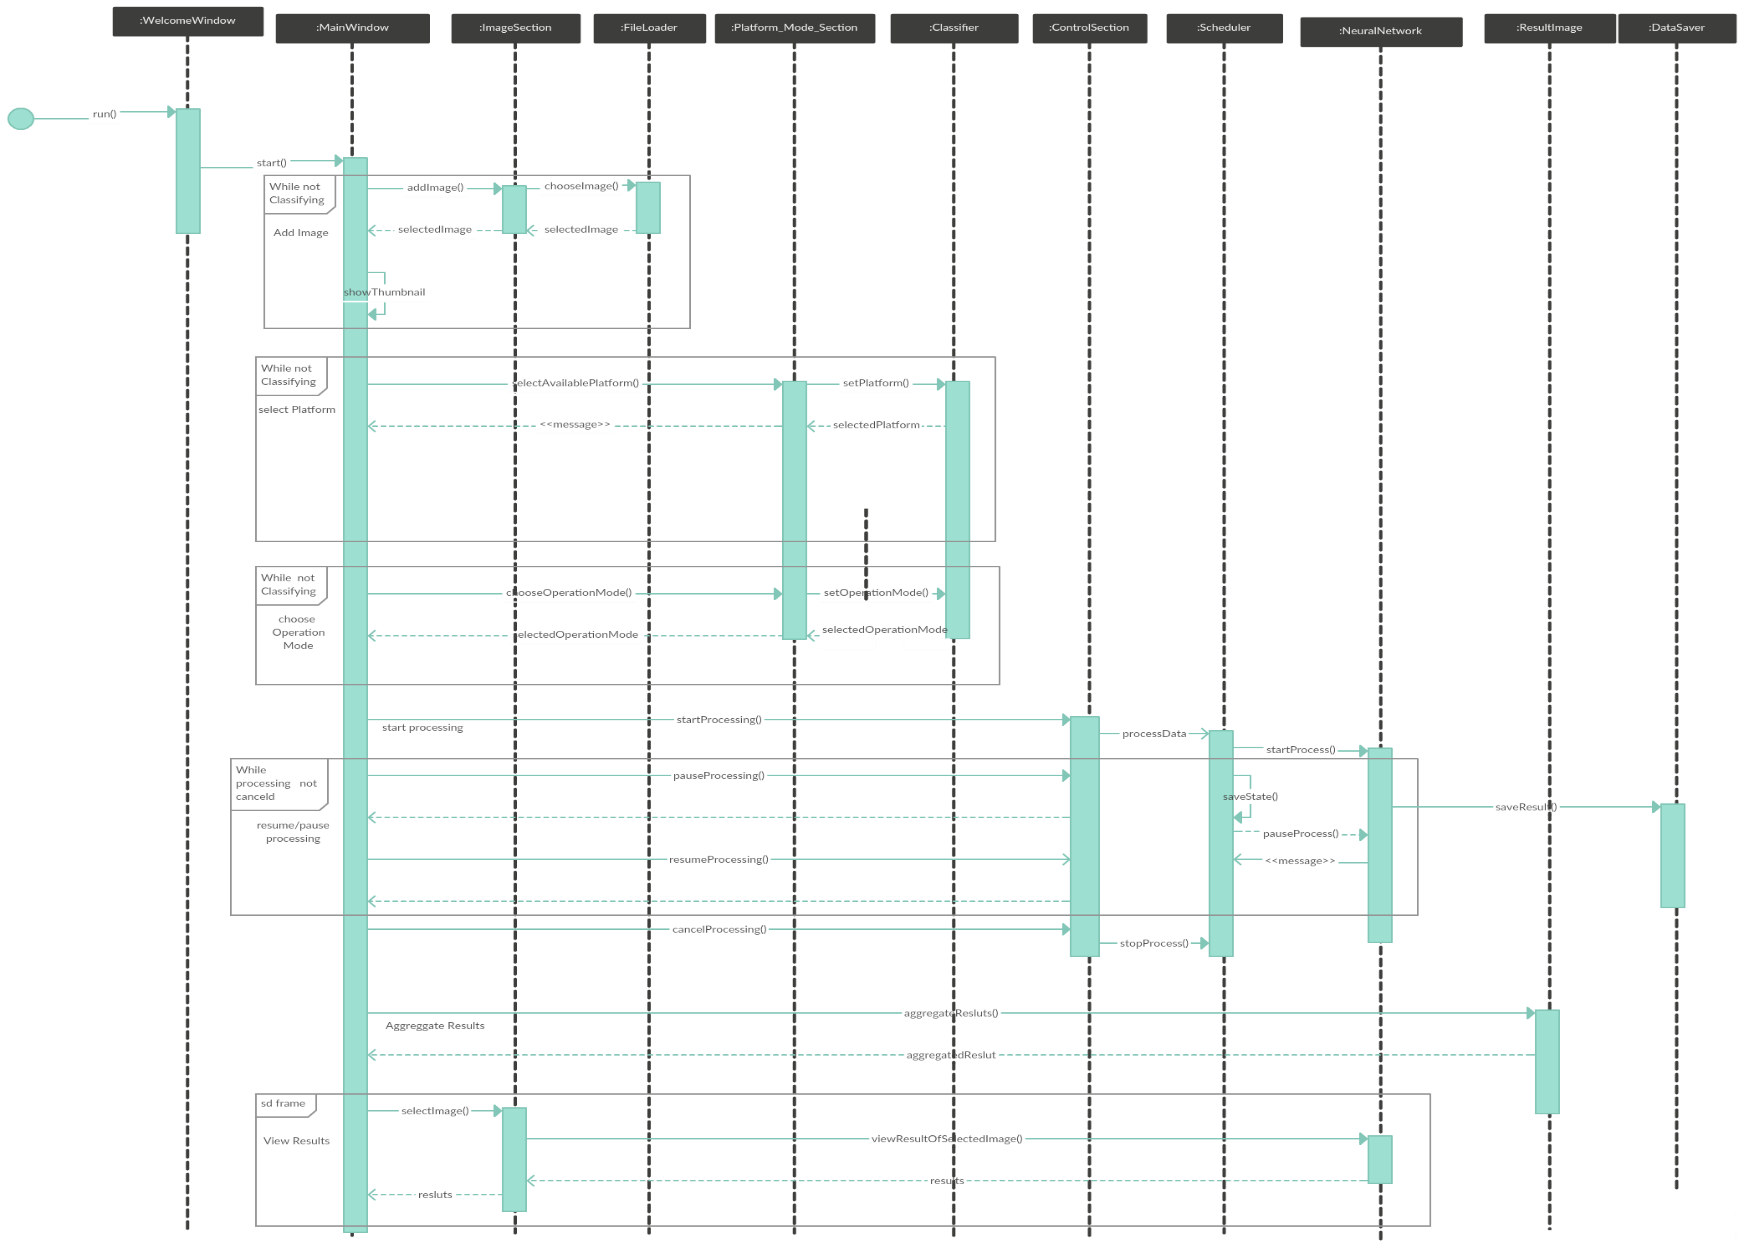 :WelcomeWindow
:MainWindow
:ImageSection
:FileLoader
:Platform_Mode_Section
:Classifier
:ControlSection
:Scheduler
:NeuralNetwork
:ResultImage
:DataSaver
run()
start()
While not
Classifying
Add Image
addImage()
chooseImage()
selectedImage
selectedImage
showThumbnail
While not
Classifying
select Platform
selectAvailablePlatform()
setPlatform()
<<message>>
selectedPlatform
While not
Classifying
choose
Operation
Mode
chooseOperationMode()
setOperationMode()
selectedOperationMode
selectedOperationMode
start processing
startProcessing()
processData
startProcess()
While
processing not
canceld
resume/pause
processing
pauseProcessing()
saveState()
saveResult()
pauseProcess()
resumeProcessing()
<<message>>
cancelProcessing()
stopProcess()
aggregateResluts()
Aggreggate Results
aggregatedReslut
sd frame
View Results
selectImage()
viewResultOfSelectedImage()
results
resluts